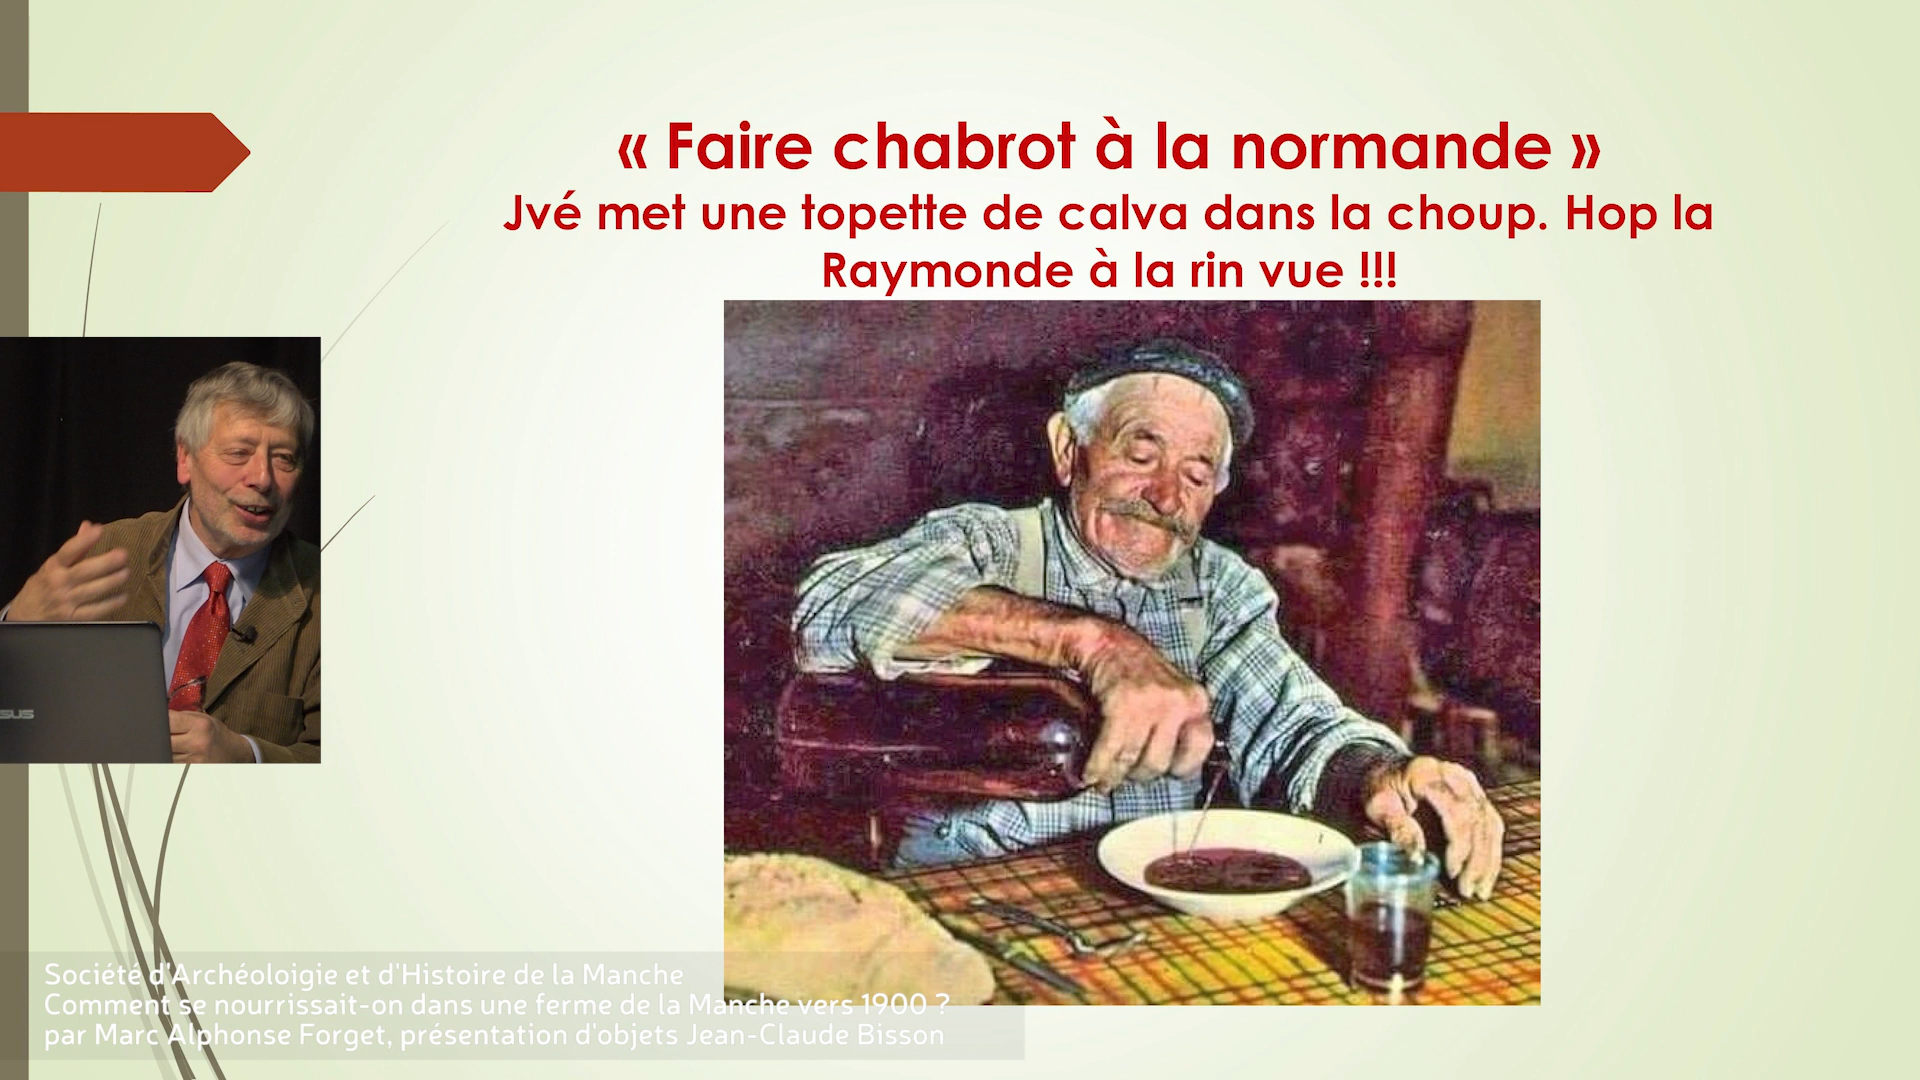 « Faire chabrot à la normande »
Jvé met une topette de calva dans la choup. Hop la
Raymonde à la rin vue !!!
SUS
Société d'Archéoloigie et d'Histoire de la Manche
Comment se nourrissait-on dans une ferme de la Manche vers 1900 ?
par Marc Alphonse Forget, présentation d'objets Jean-Claude Bisson